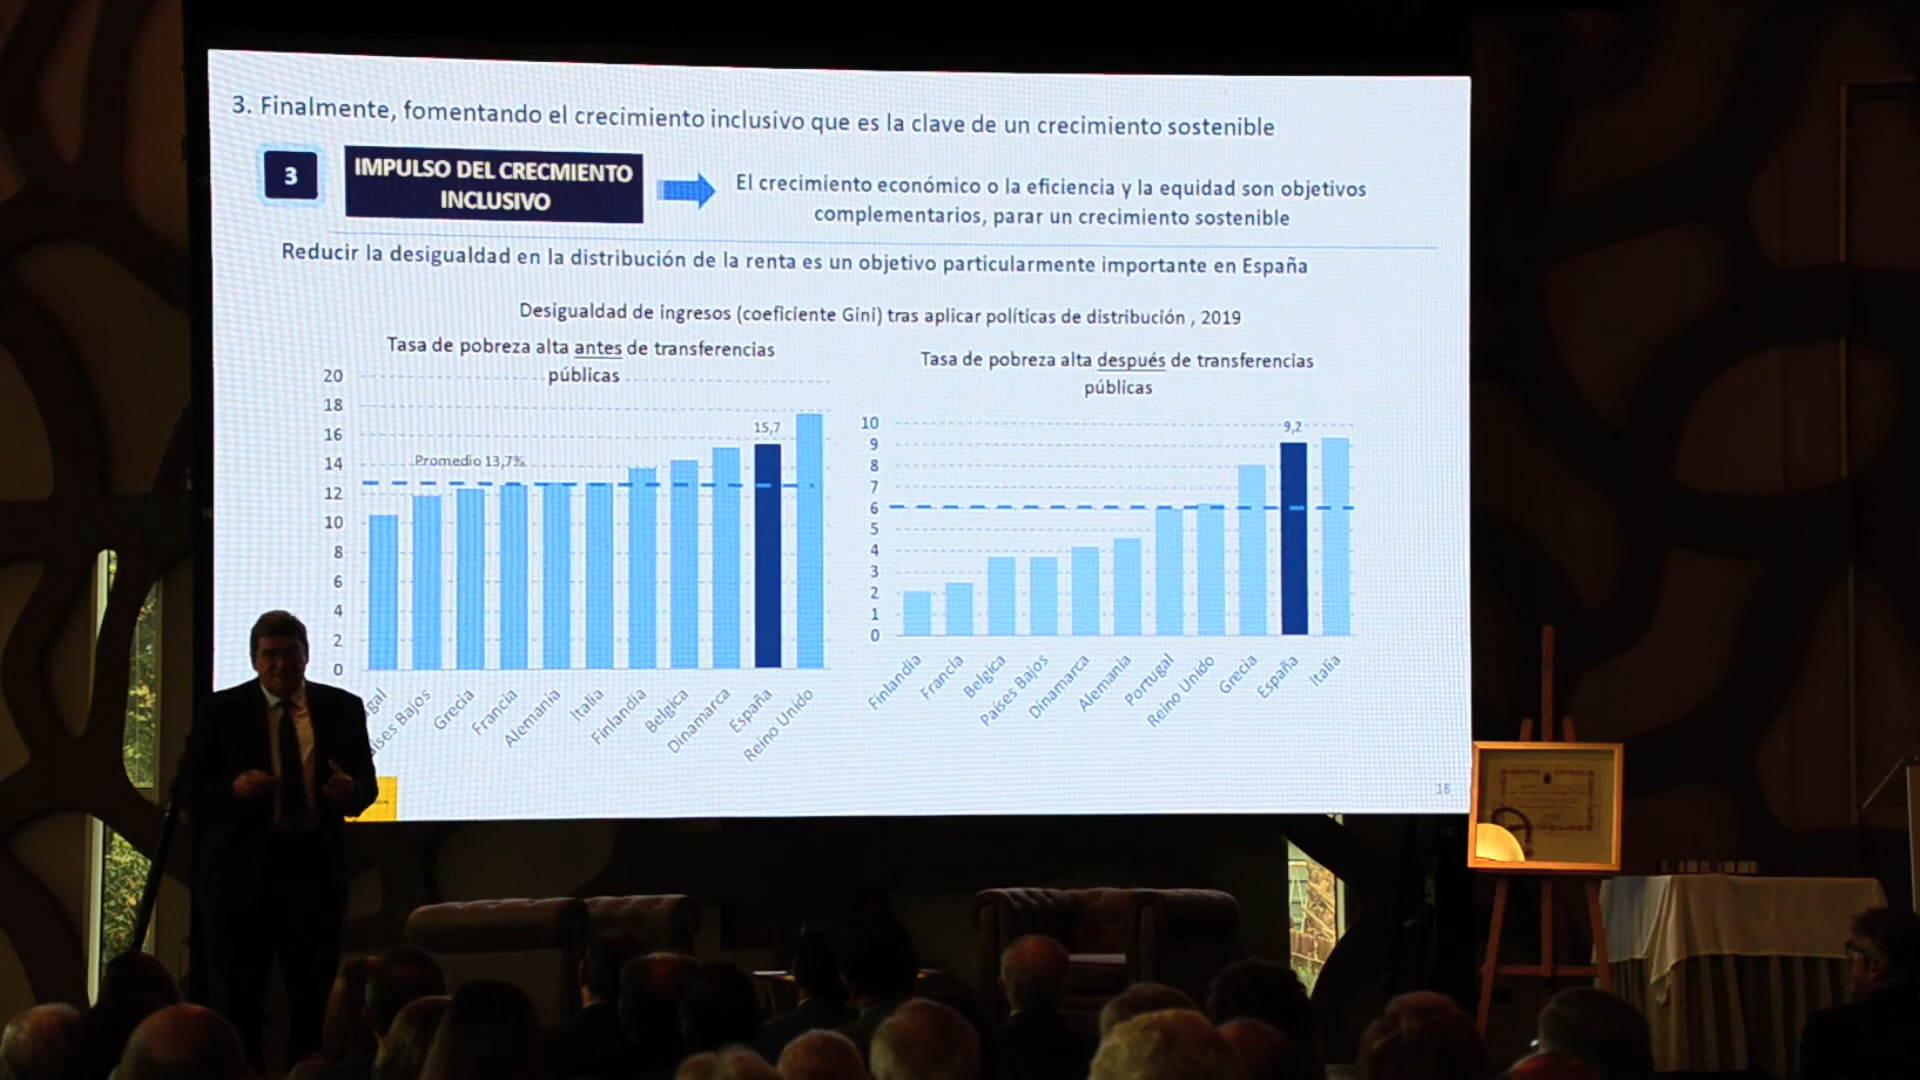 3. Finalmente, fomentando el crecimiento inclusivo que es la clave de un crecimiento sostenible
3
IMPULSO DEL CRECMIENTO
INCLUSIVO
El crecimiento económico o la eficiencia y la equidad son objetivos
complementarios, parar un crecimiento sostenible
Reducir la desigualdad en la distribución de la renta es un objetivo particularmente importante en España
Desigualdad de ingresos (coeficiente Gini) tras aplicar políticas de distribución , 2019
Tasa de pobreza alta antes de transferencias
públicas
20
18
16
14
12
10
8
6
4
2
0
Promedio 13,7%
15,7
gal
íses Bajos
Grecia
Francia
Alemania
Italia
Finlandia
Belgica
Dinamarca
España
Reino Unido
Tasa de pobreza alta después de transferencias
públicas
10
9
8
7
6
5
4
3
2
1
0
9,2
Finlandia
Francia
Belgica
Países Bajos
Dinamarca
Alemania
Portugal
Reino Unido
Grecia
España
Italia